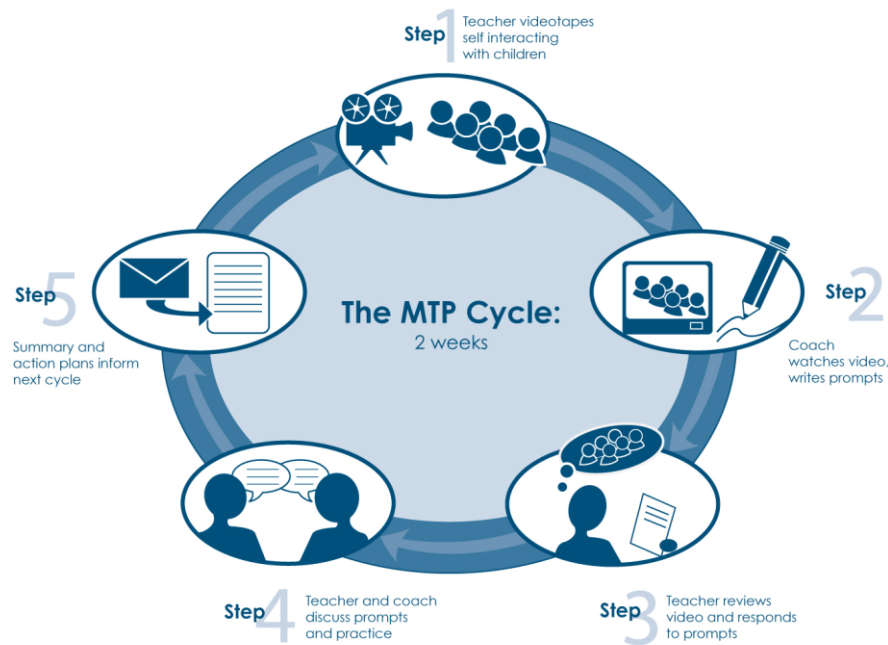 Step 1
Teacher videotapes
self interacting
with children
Step 2
Coach
watches video,
writes prompts
Step 3
Teacher reviews
video and responds
to prompts
Step 4
Teacher and coach
discuss prompts
and practice
Step 5
Summary and
action plans inform
next cycle
The MTP Cycle:
2 weeks